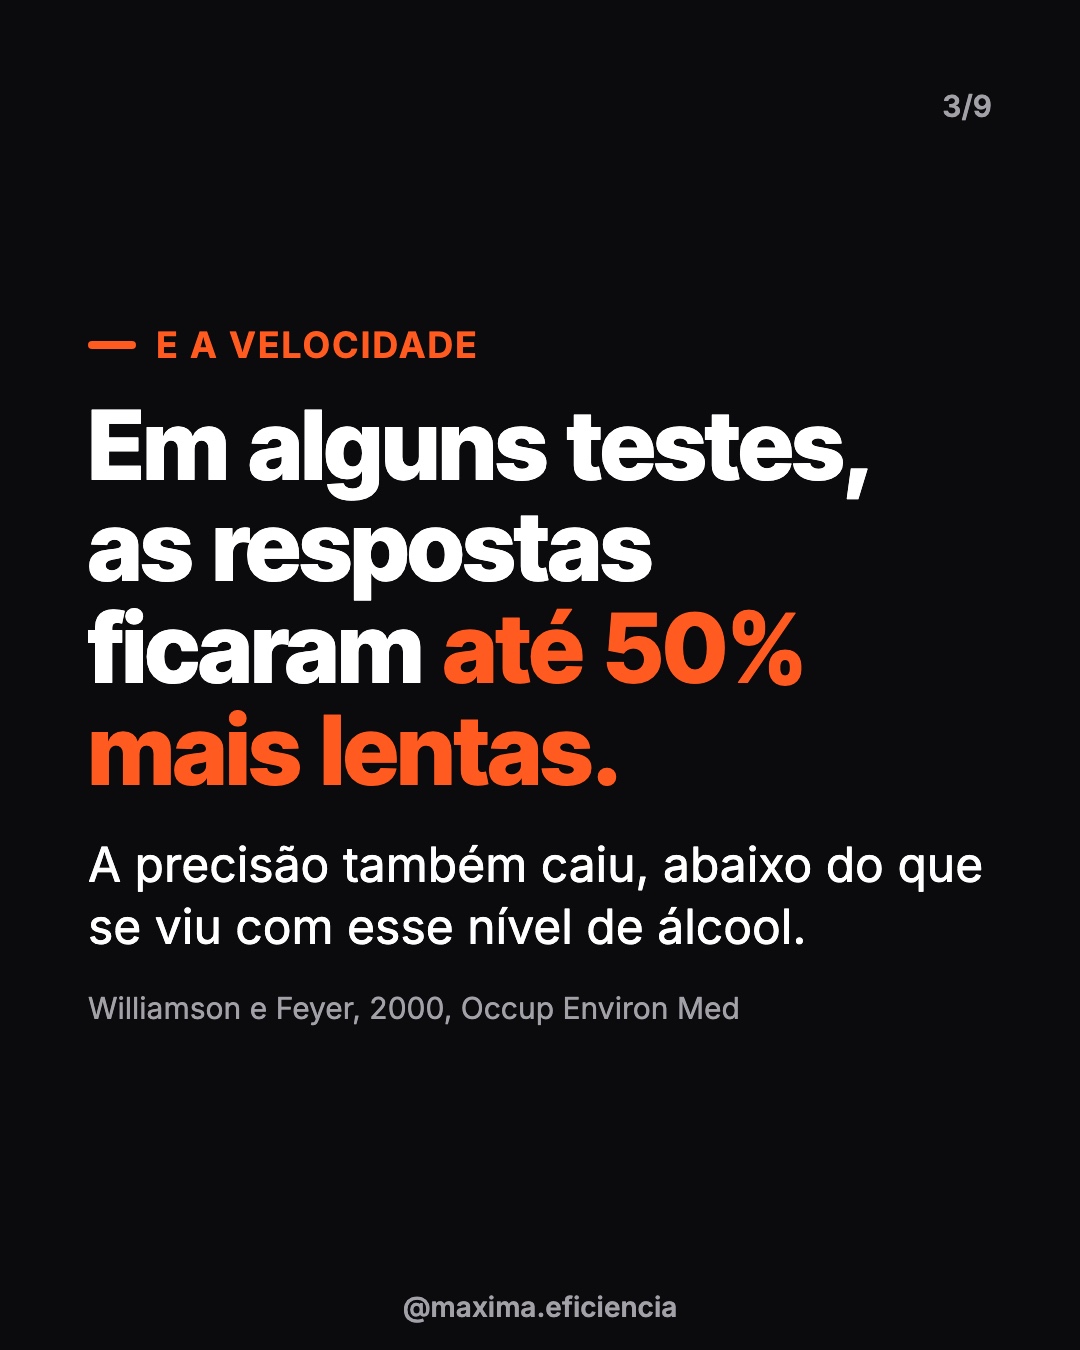 3/9
E A VELOCIDADE
Em alguns testes,
as respostas
ficaram até 50%
mais lentas.
A precisão também caiu, abaixo do que
se viu com esse nível de álcool.
Williamson e Feyer, 2000, Occup Environ Med
@maxima.eficiencia